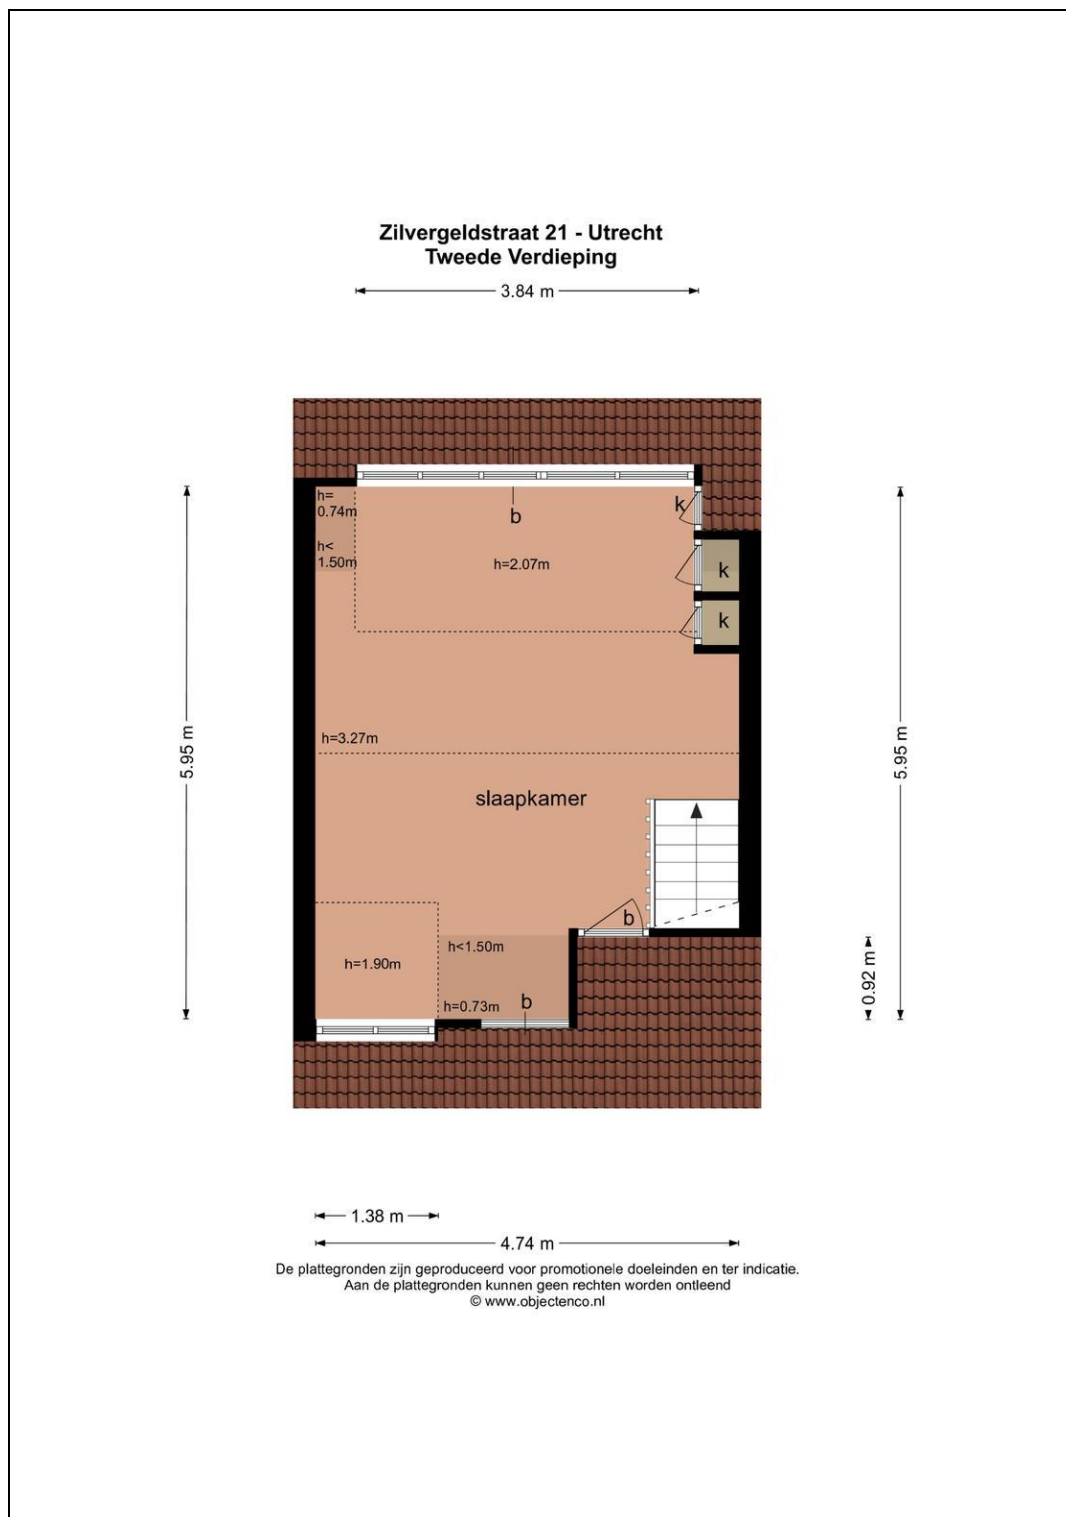 Zilvergeldstraat 21 - Utrecht
Tweede Verdieping
3.84 m
h=
0.74m
b
k
h<
1.50m
h=2.07m
k
k
5.95 m
5.95 m
h=3.27m
slaapkamer
b
h<1.50m
h=1.90m
0.92 m
h=0.73m
b
1.38 m
4.74 m
De plattegronden zijn geproduceerd voor promotionele doeleinden en ter indicatie.
Aan de plattegronden kunnen geen rechten worden ontleend
© www.objectenco.nl